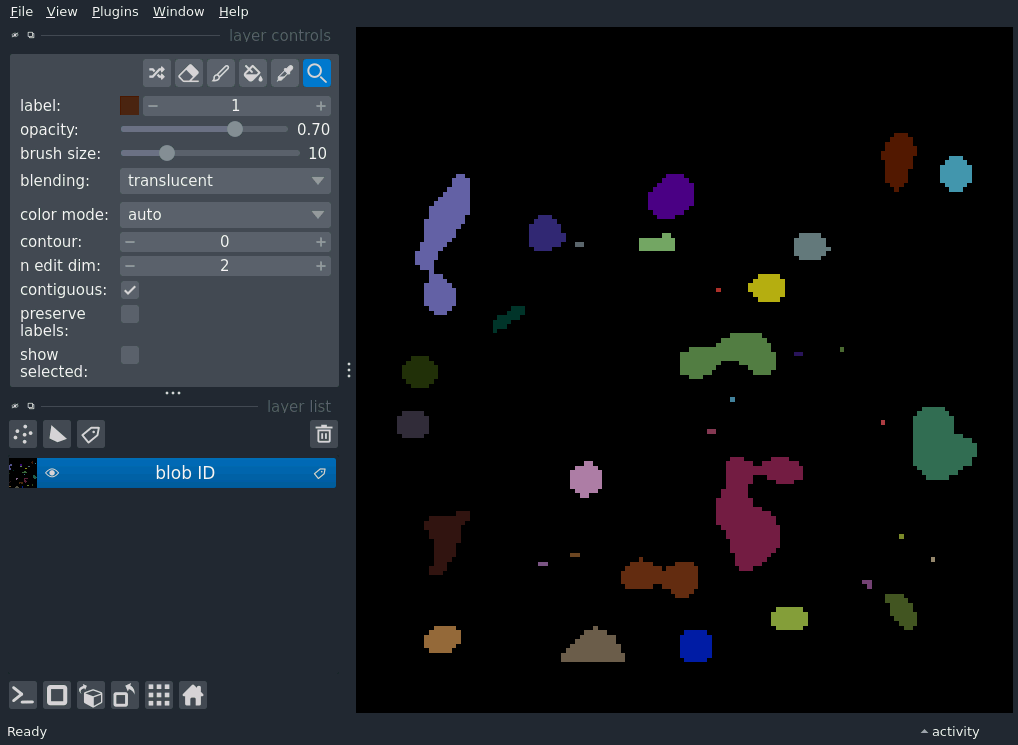 File View Plugins Window Help
layer controls
label: 1
opacity: 0.70
brush size: 10
blending: translucent
color mode: auto
contour: 0
n edit dim: 2
contiguous:
preserve
labels:
show
selected:
layer list
blob ID
Ready
activity